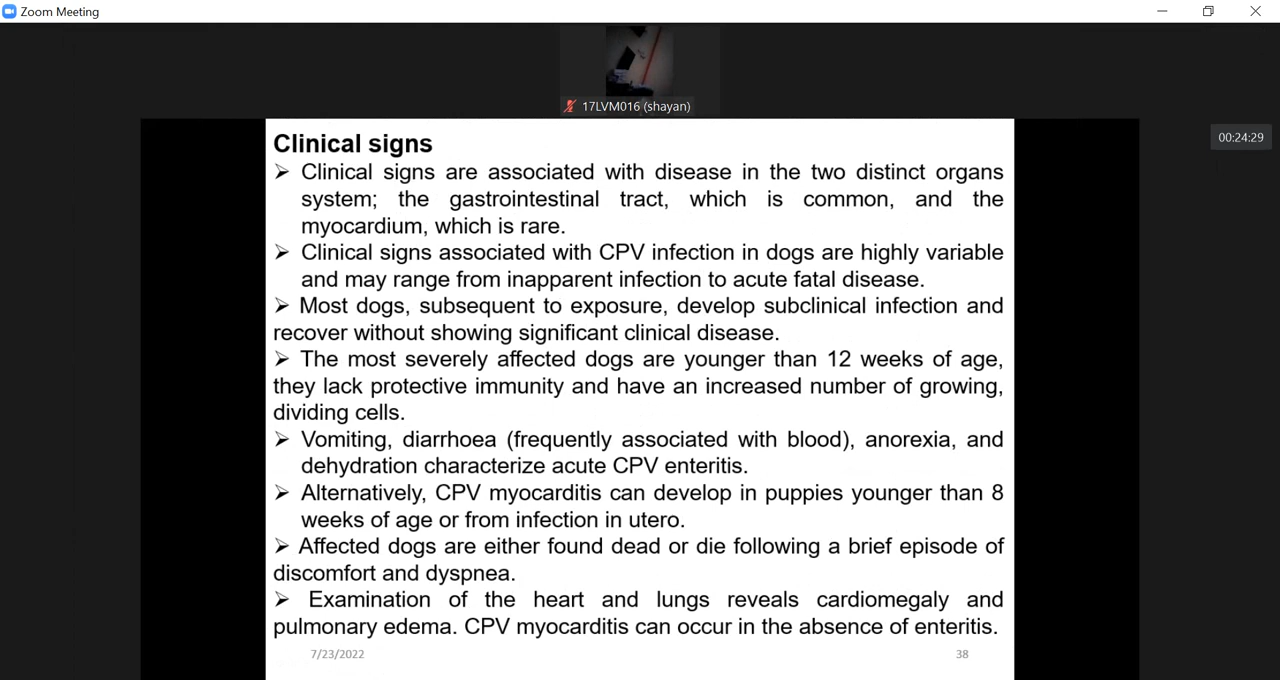 Zoom Meeting
17LVM016 (shayan)
00:24:29
Clinical signs
➢ Clinical signs are associated with disease in the two distinct organs
system; the gastrointestinal tract, which is common, and the
myocardium, which is rare.
➢ Clinical signs associated with CPV infection in dogs are highly variable
and may range from inapparent infection to acute fatal disease.
➢ Most dogs, subsequent to exposure, develop subclinical infection and
recover without showing significant clinical disease.
➢ The most severely affected dogs are younger than 12 weeks of age,
they lack protective immunity and have an increased number of growing,
dividing cells.
➢ Vomiting, diarrhoea (frequently associated with blood), anorexia, and
dehydration characterize acute CPV enteritis.
➢ Alternatively, CPV myocarditis can develop in puppies younger than 8
weeks of age or from infection in utero.
➢ Affected dogs are either found dead or die following a brief episode of
discomfort and dyspnea.
➢ Examination of the heart and lungs reveals cardiomegaly and
pulmonary edema. CPV myocarditis can occur in the absence of enteritis.
7/23/2022
38